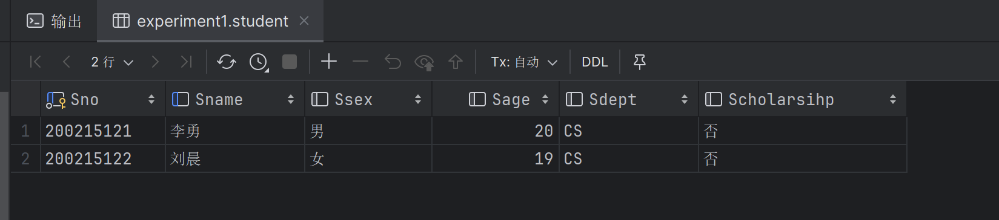 输出 experiment1.student
2 行 Tx: 自动 DDL
Sno Sname Ssex Sage Sdept Scholarsihp
1 200215121 李勇 男 20 CS 否
2 200215122 刘晨 女 19 CS 否